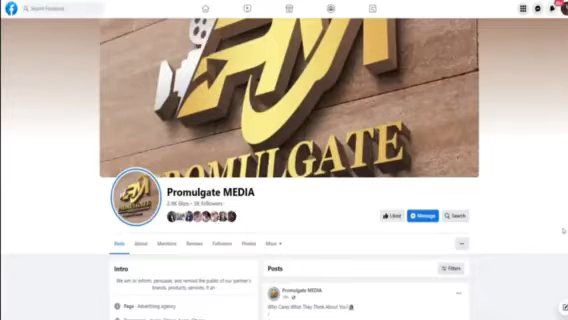 Search Facebook
PROMULGATE
Promulgate MEDIA
2.9K likes • 3K followers
Liked
Message
Search
Posts
About
Mentions
Reviews
Followers
Photos
More
Intro
We aim to inform, persuade, and remind the public of our partner's
brands, products, services. It an
Page · Advertising agency
Posts
Filters
Promulgate MEDIA
Who Cares What They Think About You?